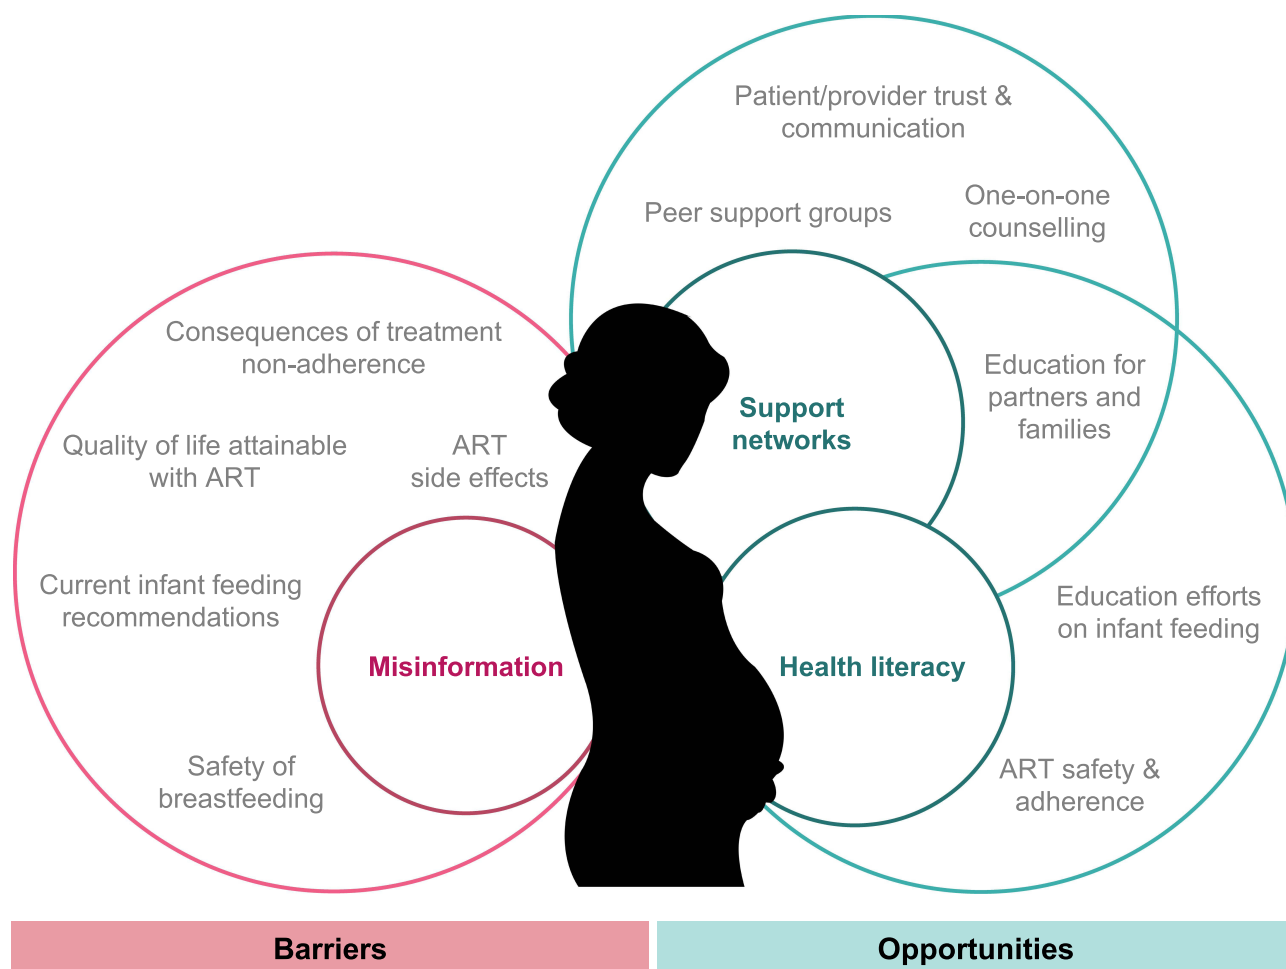 Patient/provider trust &
communication
One-on-one
counselling
Peer support groups
Consequences of treatment
non-adherence
Education for
partners and
families
Support
networks
Quality of life attainable
with ART
ART
side effects
Current infant feeding
recommendations
Education efforts
on infant feeding
Misinformation
Health literacy
Safety of
breastfeeding
ART safety &
adherence
Barriers
Opportunities